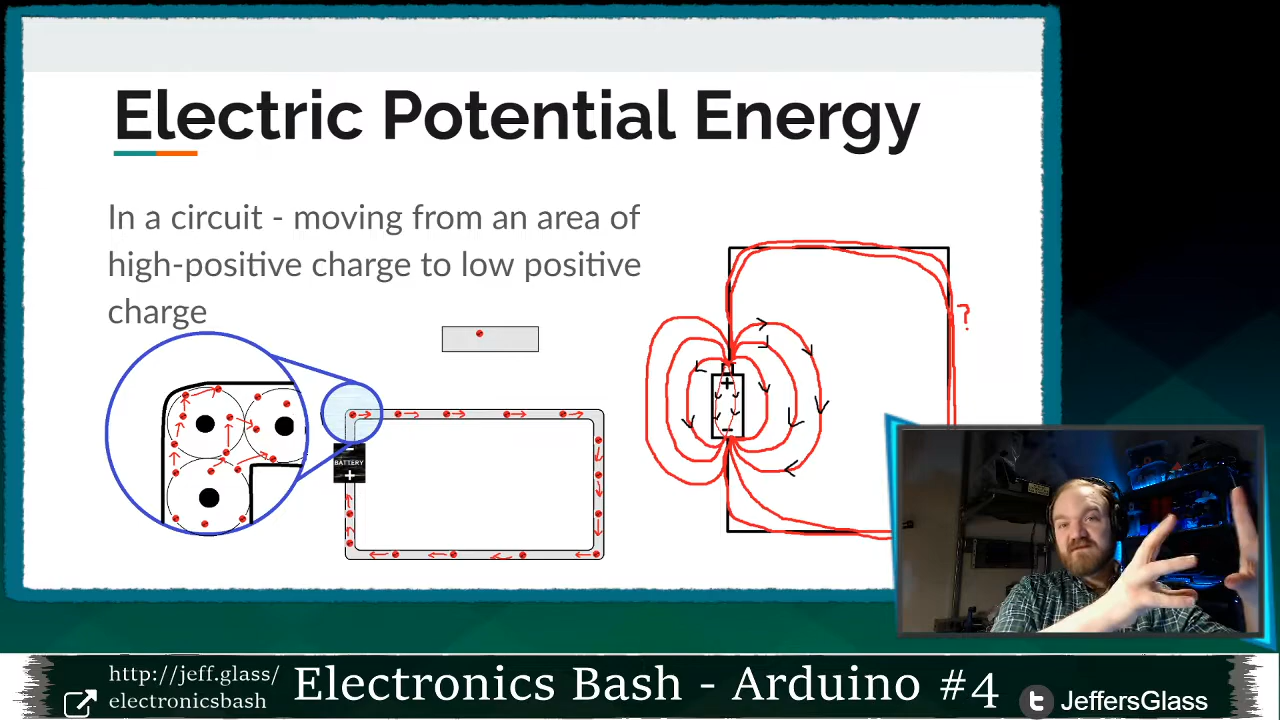 Electric Potential Energy
In a circuit - moving from an area of
high-positive charge to low positive
charge
?
+
-
-
BATTERY
+
http://jeff.glass/
electronicsbash
Electronics Bash - Arduino #4
JeffersGlass